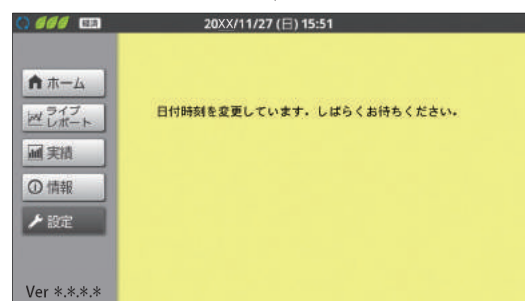 経済 20XX/11/27 (日) 15:51
ホーム
日付時刻を変更しています。しばらくお待ちください。
ライブ
レポート
実績
情報
設定
Ver *.*.*.*